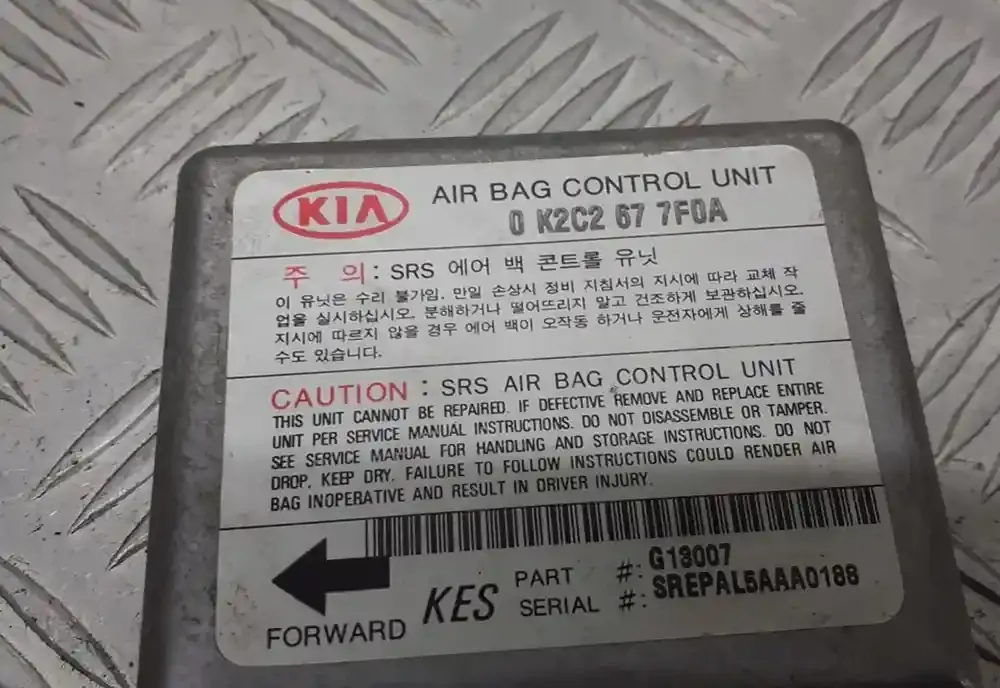 KIA
AIR BAG CONTROL UNIT
0 K2C2 67 7F0A
주 의 : SRS 에어 백 콘트롤 유닛
이 유닛은 수리 불가임. 만일 손상시 정비 지침서의 지시에 따라 교체 작
업을 실시하십시오. 분해하거나 떨어뜨리지 말고 건조하게 보관하십시오.
지시에 따르지 않을 경우 에어 백이 오작동 하거나 운전자에게 상해를 줄
수도 있습니다.
CAUTION : SRS AIR BAG CONTROL UNIT
THIS UNIT CANNOT BE REPAIRED. IF DEFECTIVE REMOVE AND REPLACE ENTIRE
UNIT PER SERVICE MANUAL INSTRUCTIONS. DO NOT DISASSEMBLE OR TAMPER.
SEE SERVICE MANUAL FOR HANDLING AND STORAGE INSTRUCTIONS. DO NOT
DROP. KEEP DRY. FAILURE TO FOLLOW INSTRUCTIONS COULD RENDER AIR
BAG INOPERATIVE AND RESULT IN DRIVER INJURY.
FORWARD
KES
PART #: G13007
SERIAL #: SREPAL5AAA0188